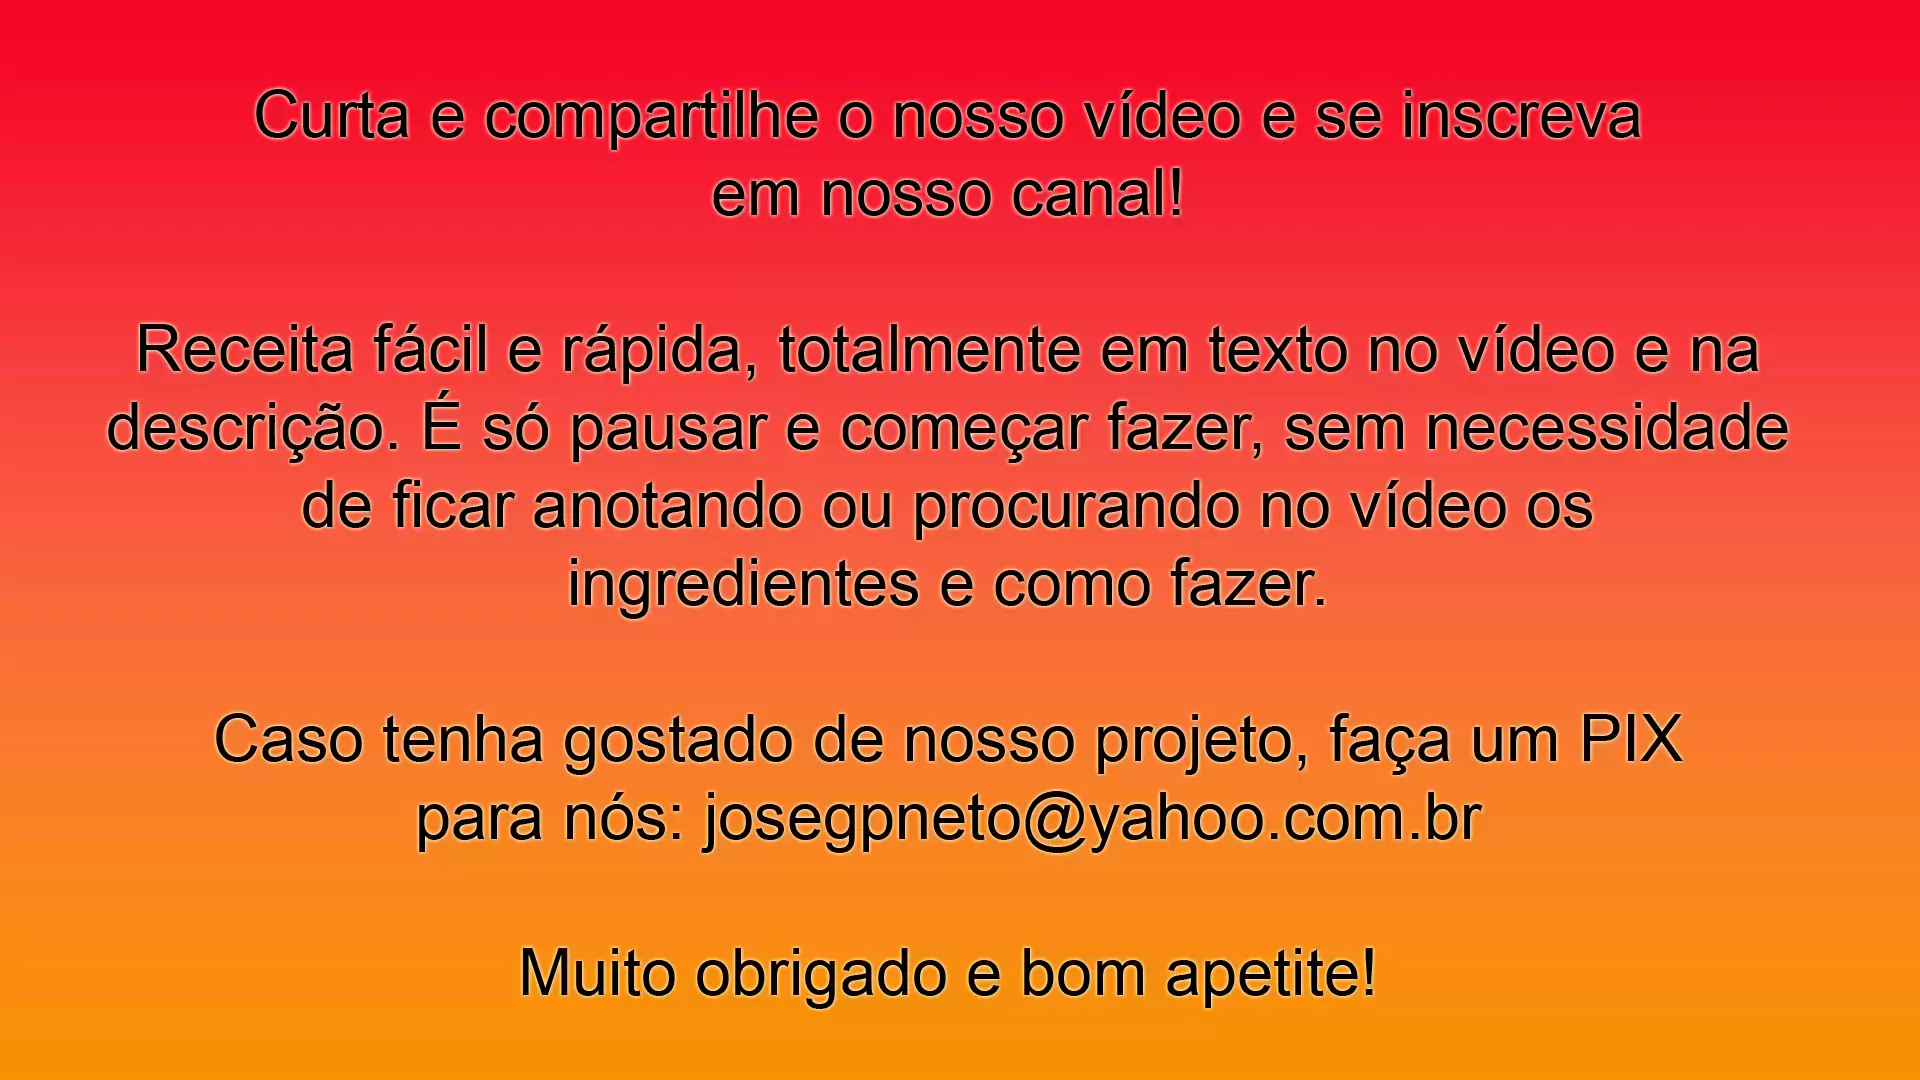 Curta e compartilhe o nosso vídeo e se inscreva
em nosso canal!
Receita fácil e rápida, totalmente em texto no vídeo e na
descrição. É só pausar e começar fazer, sem necessidade
de ficar anotando ou procurando no vídeo os
ingredientes e como fazer.
Caso tenha gostado de nosso projeto, faça um PIX
para nós: josegpneto@yahoo.com.br
Muito obrigado e bom apetite!